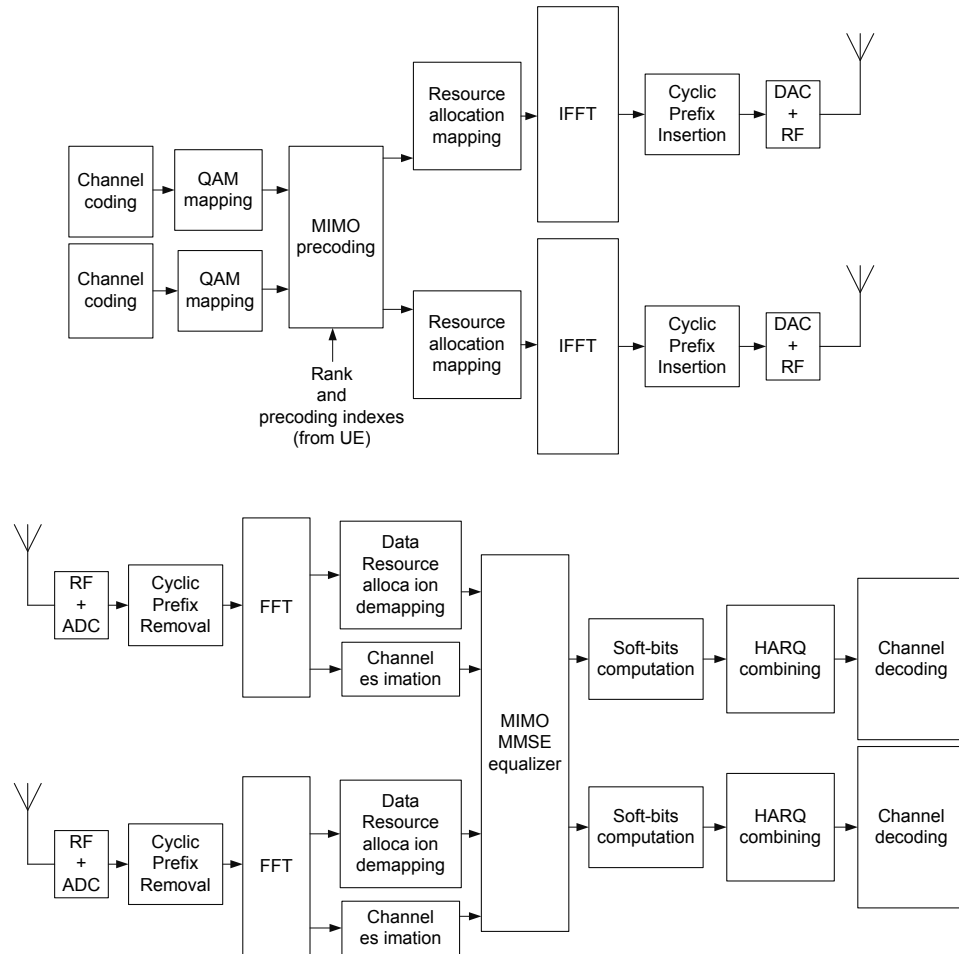 Channel
coding
QAM
mapping
Channel
coding
QAM
mapping
MIMO
precoding
Rank
and
precoding indexes
(from UE)
Resource
allocation
mapping
IFFT
Cyclic
Prefix
Insertion
DAC
+
RF
Resource
allocation
mapping
IFFT
Cyclic
Prefix
Insertion
DAC
+
RF
RF
+
ADC
Cyclic
Prefix
Removal
FFT
Data
Resource
alloca ion
demapping
Channel
es imation
RF
+
ADC
Cyclic
Prefix
Removal
FFT
Data
Resource
alloca ion
demapping
Channel
es imation
MIMO
MMSE
equalizer
Soft-bits
computation
HARQ
combining
Channel
decoding
Soft-bits
computation
HARQ
combining
Channel
decoding